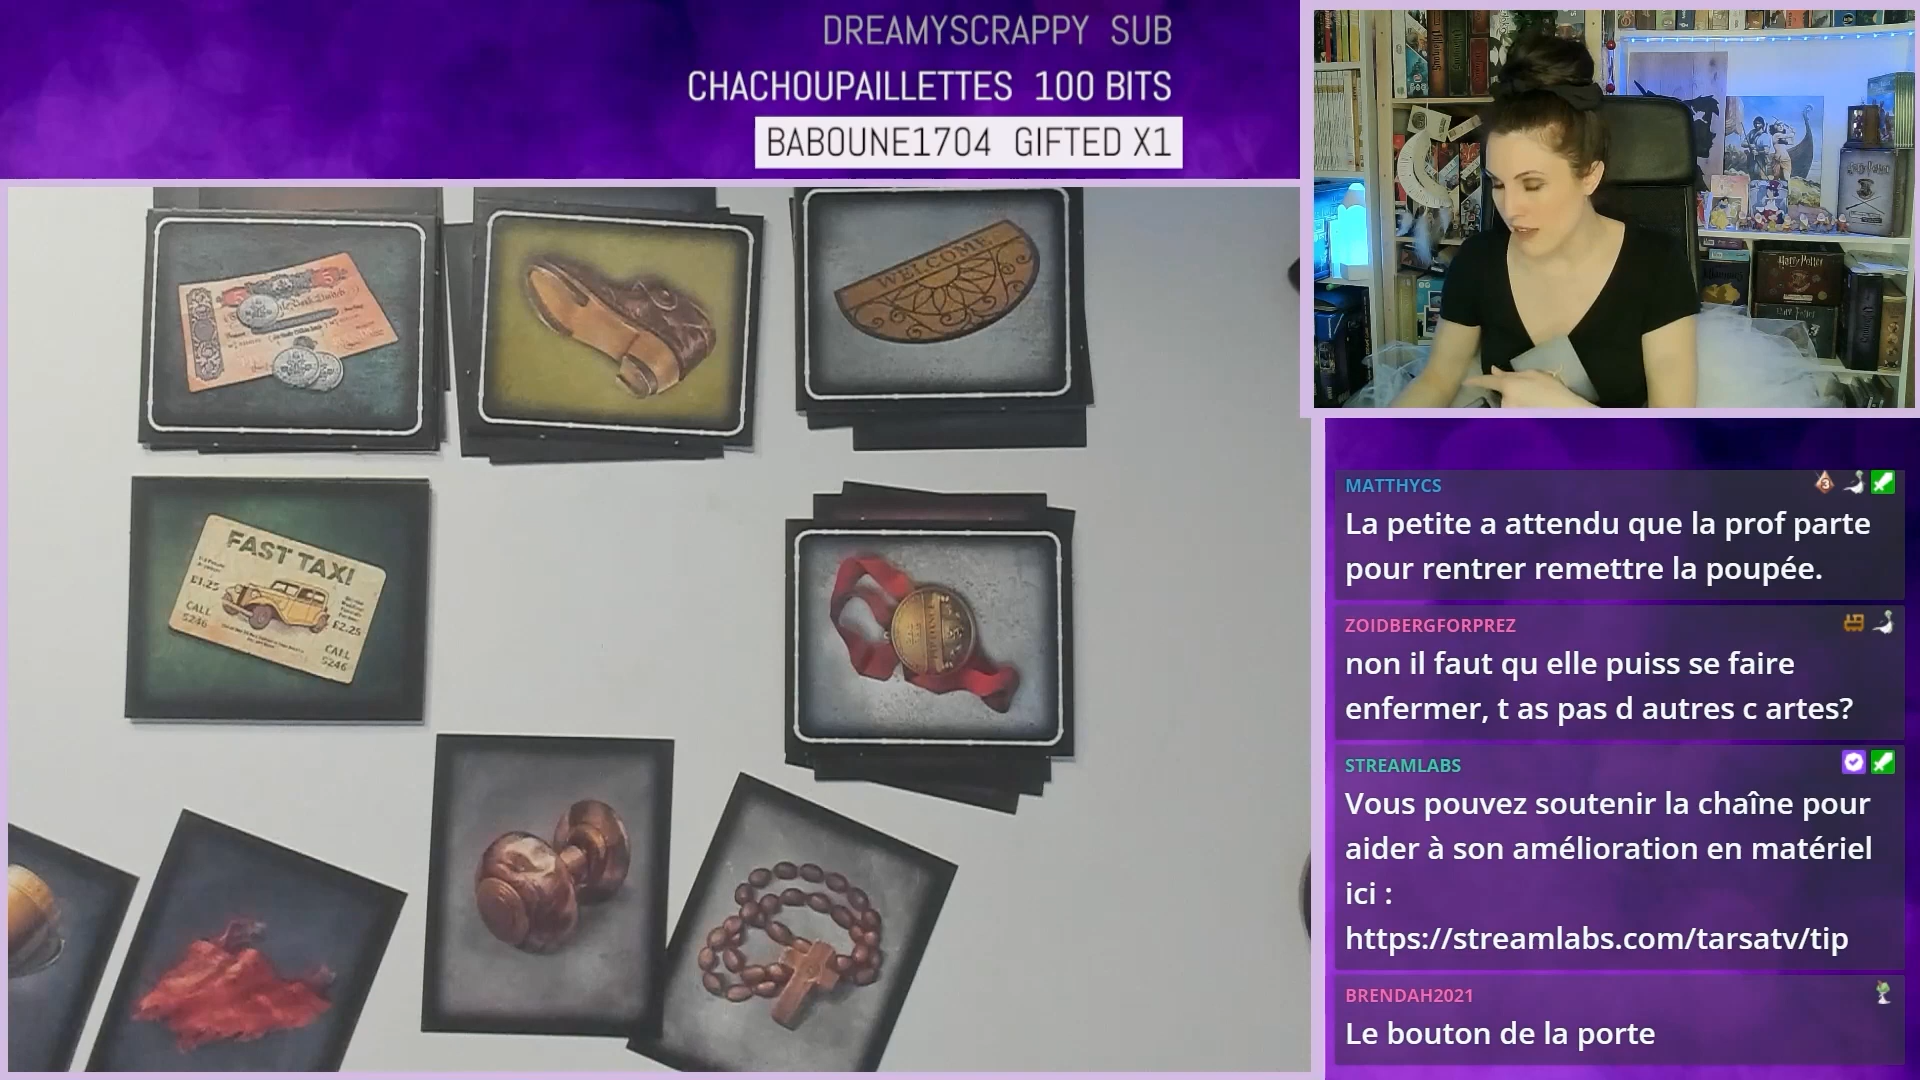 DREAMYSCRAPPY SUB
CHACHOUPAILLETTES 100 BITS
BABOUNE1704 GIFTED X1
WELCOME
FAST TAXI
£1.25
CALL
5246
£2.25
CALL
5246
Harry Potter
MATTHYCS
La petite a attendu que la prof parte
pour rentrer remettre la poupée.
ZOIDBERGFORPREZ
non il faut qu elle puiss se faire
enfermer, t as pas d autres c artes?
STREAMLABS
Vous pouvez soutenir la chaîne pour
aider à son amélioration en matériel
ici :
https://streamlabs.com/tarsatv/tip
BRENDAH2021
Le bouton de la porte